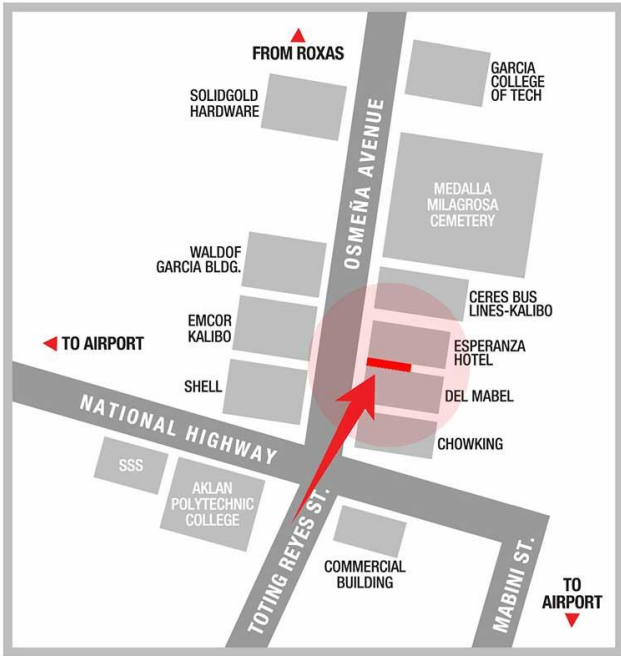 FROM ROXAS
GARCIA
COLLEGE
OF TECH
SOLIDGOLD
HARDWARE
OSMEÑA AVENUE
MEDALLA
MILAGROSA
CEMETERY
WALDOF
GARCIA BLDG.
CERES BUS
LINES-KALIBO
EMCOR
KALIBO
TO AIRPORT
ESPERANZA
HOTEL
SHELL
DEL MABEL
NATIONAL HIGHWAY
CHOWKING
SSS
AKLAN
POLYTECHNIC
COLLEGE
TOTING REYES ST.
COMMERCIAL
BUILDING
MABINI ST.
TO
AIRPORT